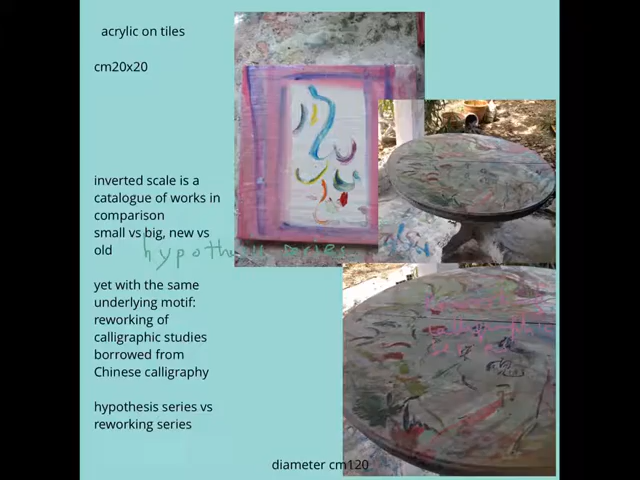 acrylic on tiles
cm20x20
inverted scale is a
catalogue of works in
comparison
small vs big, new vs
old
hypothesis series
yet with the same
underlying motif:
reworking of
calligraphic studies
borrowed from
Chinese calligraphy
hypothesis series vs
reworking series
diameter cm120